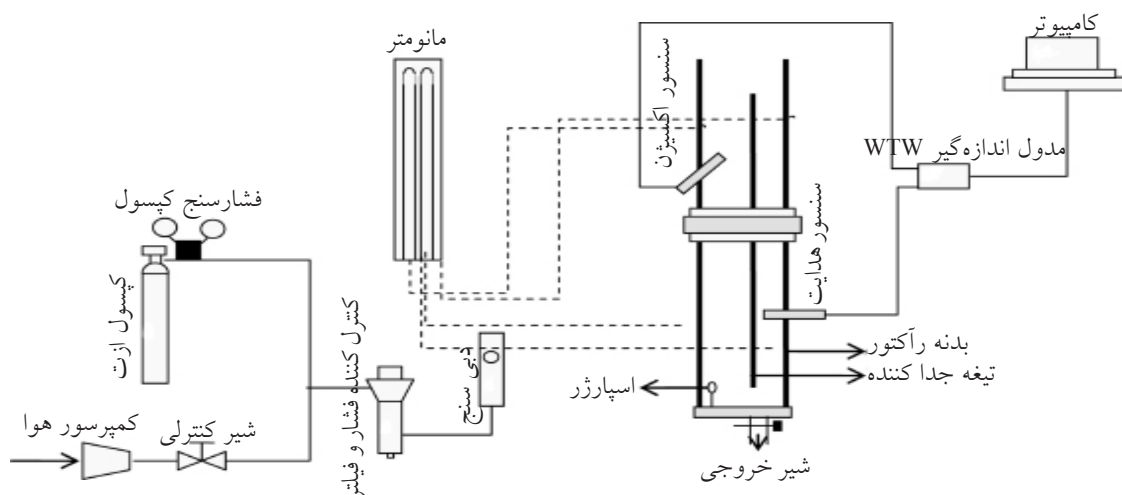 کامپیوتر
مانومتر
سنسور اکسیژن
مدول اندازه‌گیر WTW
فشارسنج کپسول
سنسور هدایت
کپسول ازت
بدنه رآکتور
تیغه جدا کننده
اسپارژر
دبی سنج
کنترل کننده فشار و فیلتر
شیر کنترلی
کمپرسور هوا
شیر خروجی